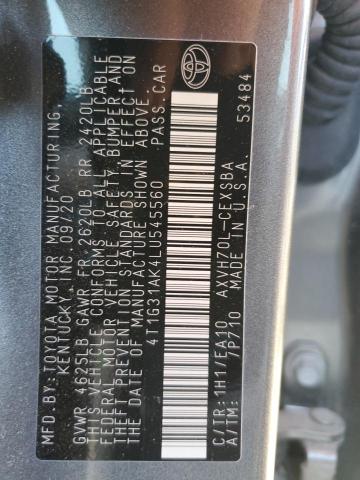 MFD. BY: TOYOTA MOTOR MANUFACTURING,
KENTUCKY, INC. 09/20
GVWR 4625LB GAWR FR 2620LB RR 2420LB
THIS VEHICLE CONFORMS TO ALL APPLICABLE
FEDERAL MOTOR VEHICLE SAFETY, BUMPER, AND
THEFT PREVENTION STANDARDS IN EFFECT ON
THE DATE OF MANUFACTURE SHOWN ABOVE.
4T1G31AK4LU545560 PASS.CAR
C/TR: 1H1/EA10 AXVH70L-CEXSBA
A/TM: /P710 MADE IN U.S.A. 53484